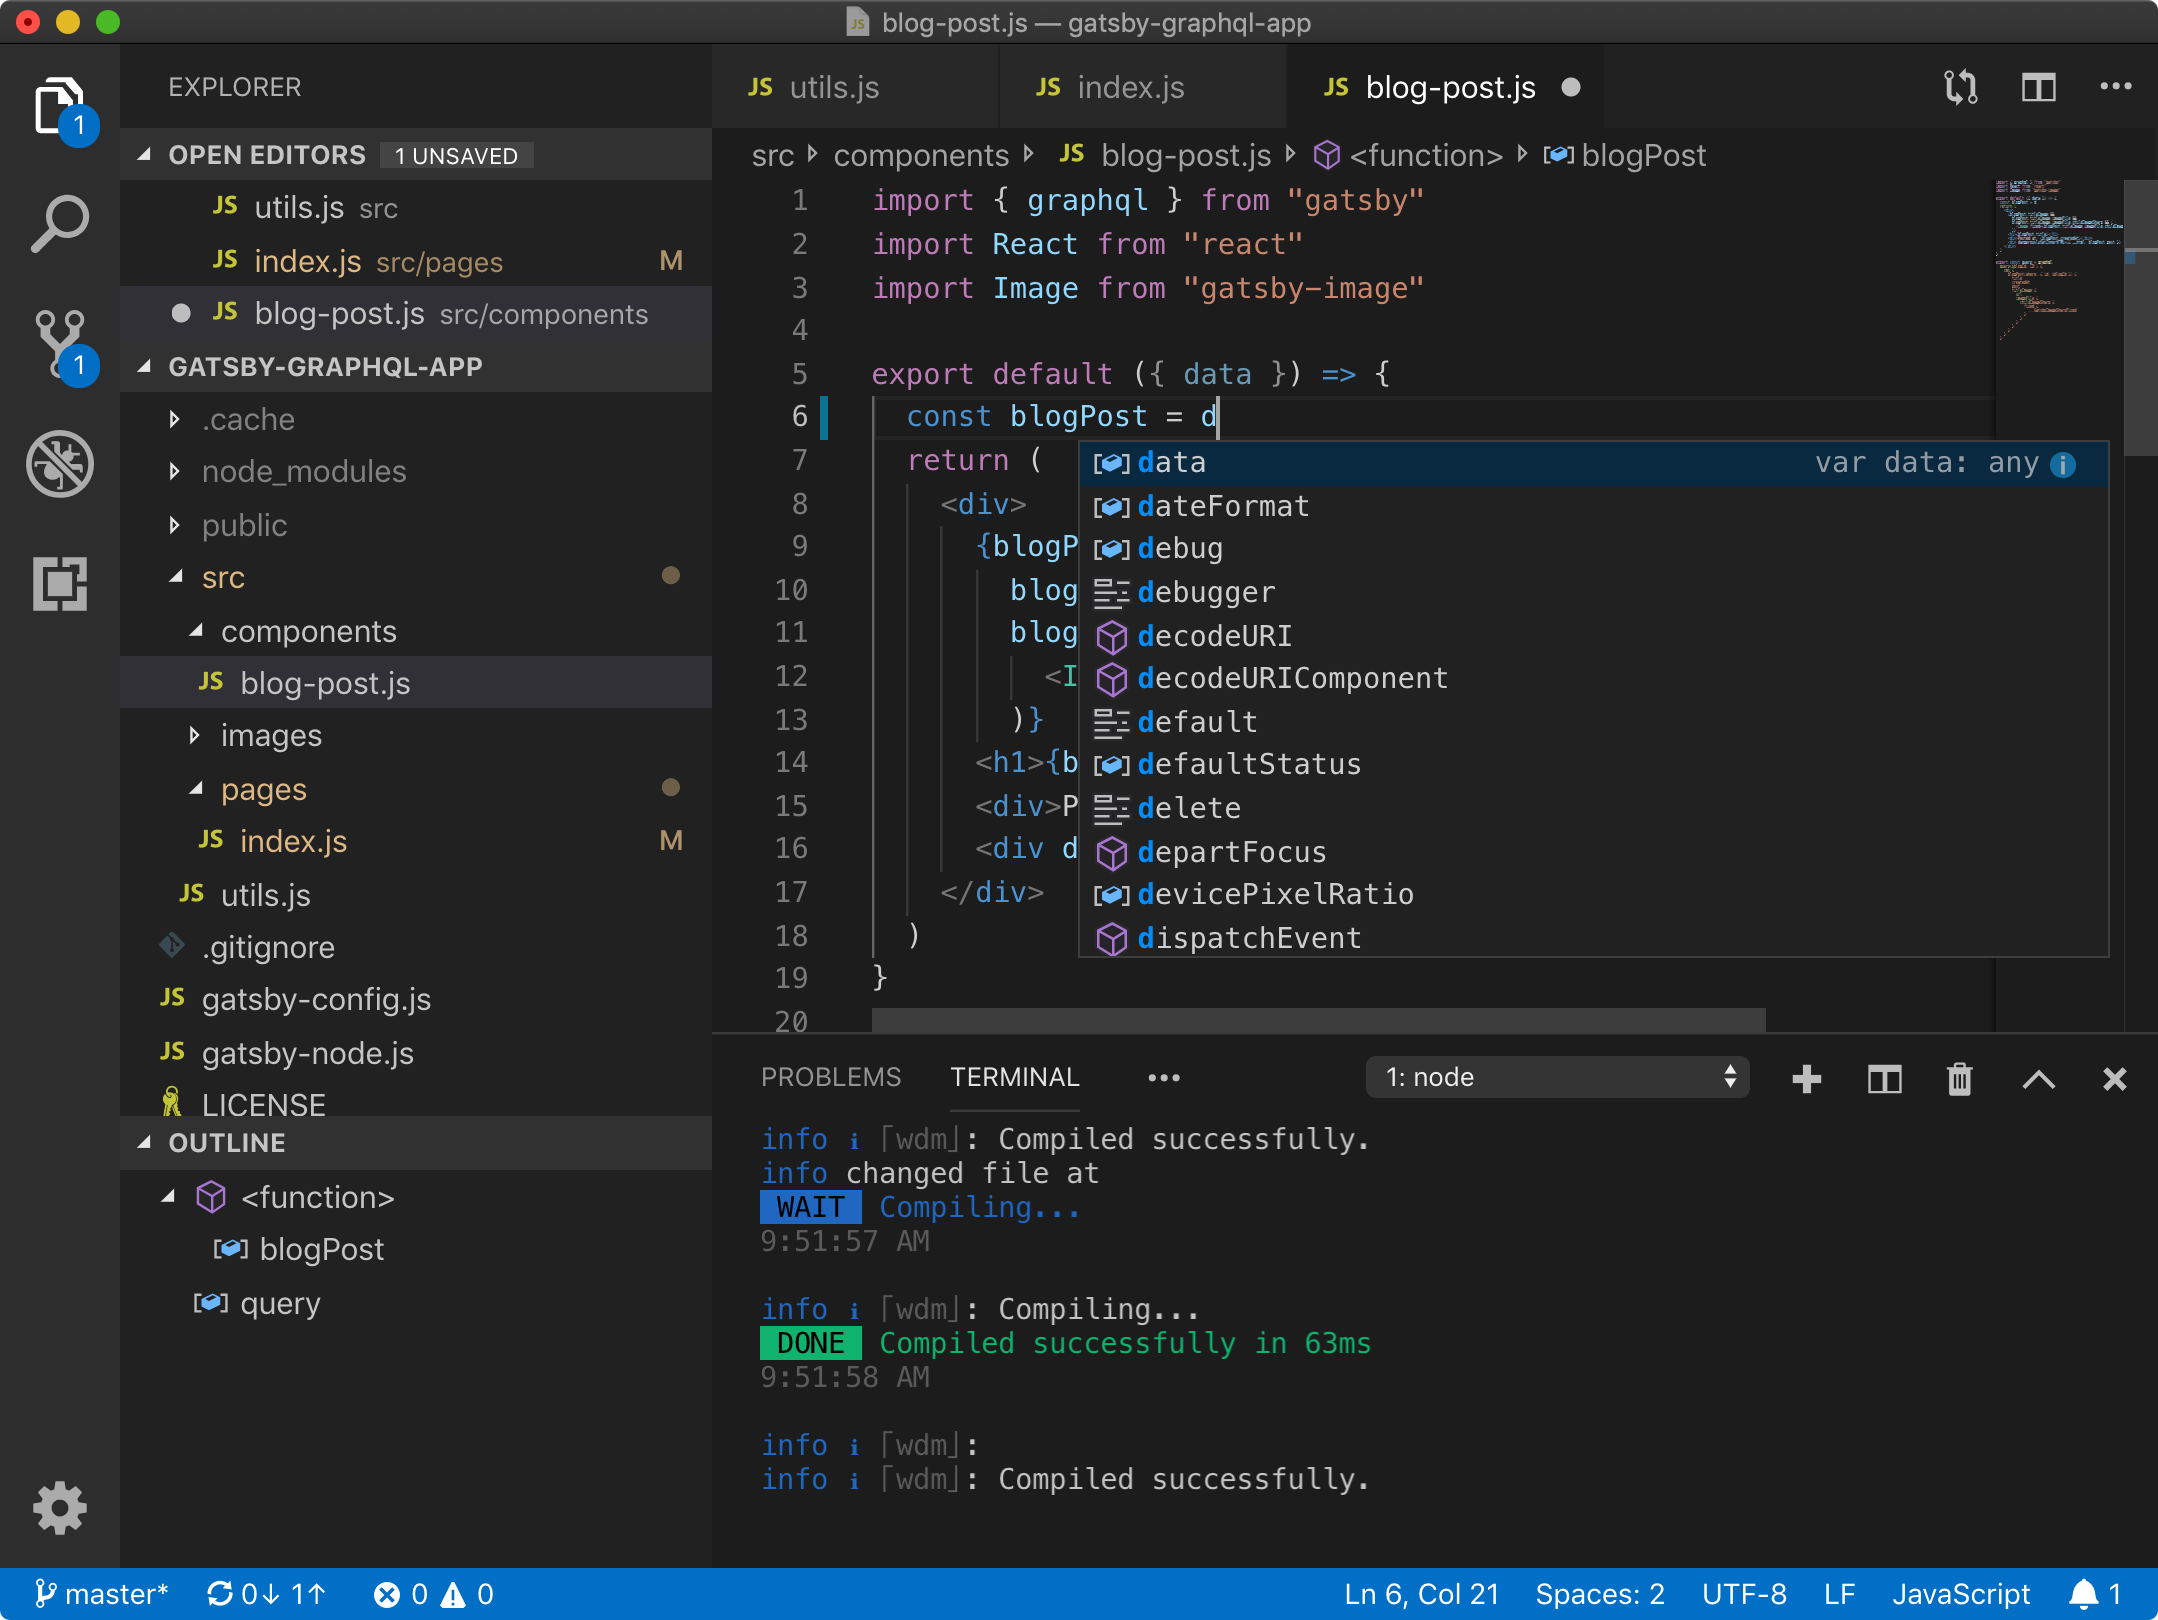 blog-post.js — gatsby-graphql-app
EXPLORER
OPEN EDITORS 1 UNSAVED
JS utils.js src
JS index.js src/pages M
JS blog-post.js src/components
GATSBY-GRAPHQL-APP
.cache
node_modules
public
src
components
JS blog-post.js
images
pages
JS index.js M
JS utils.js
.gitignore
JS gatsby-config.js
JS gatsby-node.js
LICENSE
OUTLINE
<function>
blogPost
query
1
1
JS utils.js
JS index.js
JS blog-post.js
src components JS blog-post.js <function> blogPost
1 import { graphql } from "gatsby"
2 import React from "react"
3 import Image from "gatsby-image"
4
5 export default ({ data }) => {
6 const blogPost = d
7 return (
8 <div>
9 {blogP
10 blog
11 blog
12 <I
13 )}
14 <h1>{b
15 <div>P
16 <div d
17 </div>
18 )
19 }
20
data var data: any
dateFormat
debug
debugger
decodeURI
decodeURIComponent
default
defaultStatus
delete
departFocus
devicePixelRatio
dispatchEvent
PROBLEMS TERMINAL ••• 1: node
info i ⌈wdm⌋: Compiled successfully.
info changed file at
WAIT Compiling...
9:51:57 AM
info i ⌈wdm⌋: Compiling...
DONE Compiled successfully in 63ms
9:51:58 AM
info i ⌈wdm⌋:
info i ⌈wdm⌋: Compiled successfully.
master* 0↓ 1↑ 0 0 Ln 6, Col 21 Spaces: 2 UTF-8 LF JavaScript 1